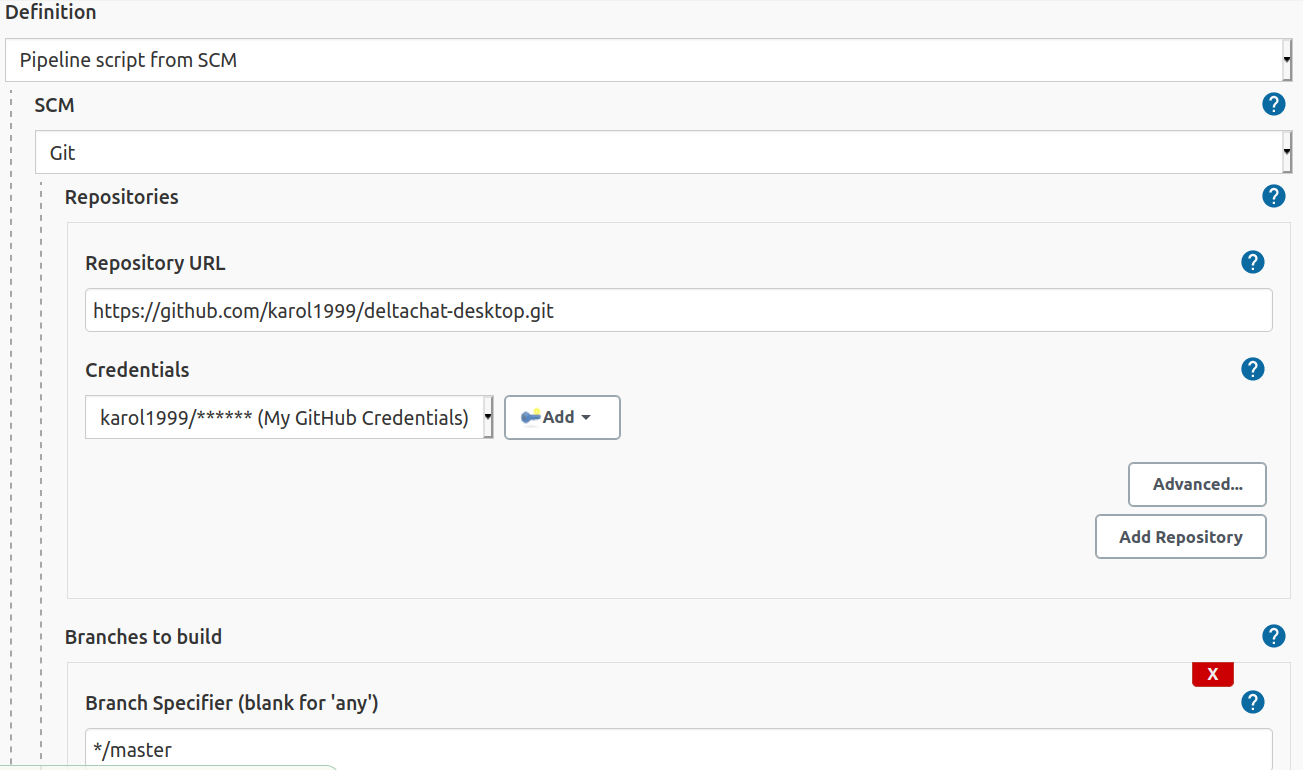 Definition
Pipeline script from SCM
SCM
?
Git
Repositories
?
Repository URL
?
https://github.com/karol1999/deltachat-desktop.git
Credentials
?
karol1999/****** (My GitHub Credentials)
Add
Advanced...
Add Repository
Branches to build
?
X
Branch Specifier (blank for 'any')
?
*/master